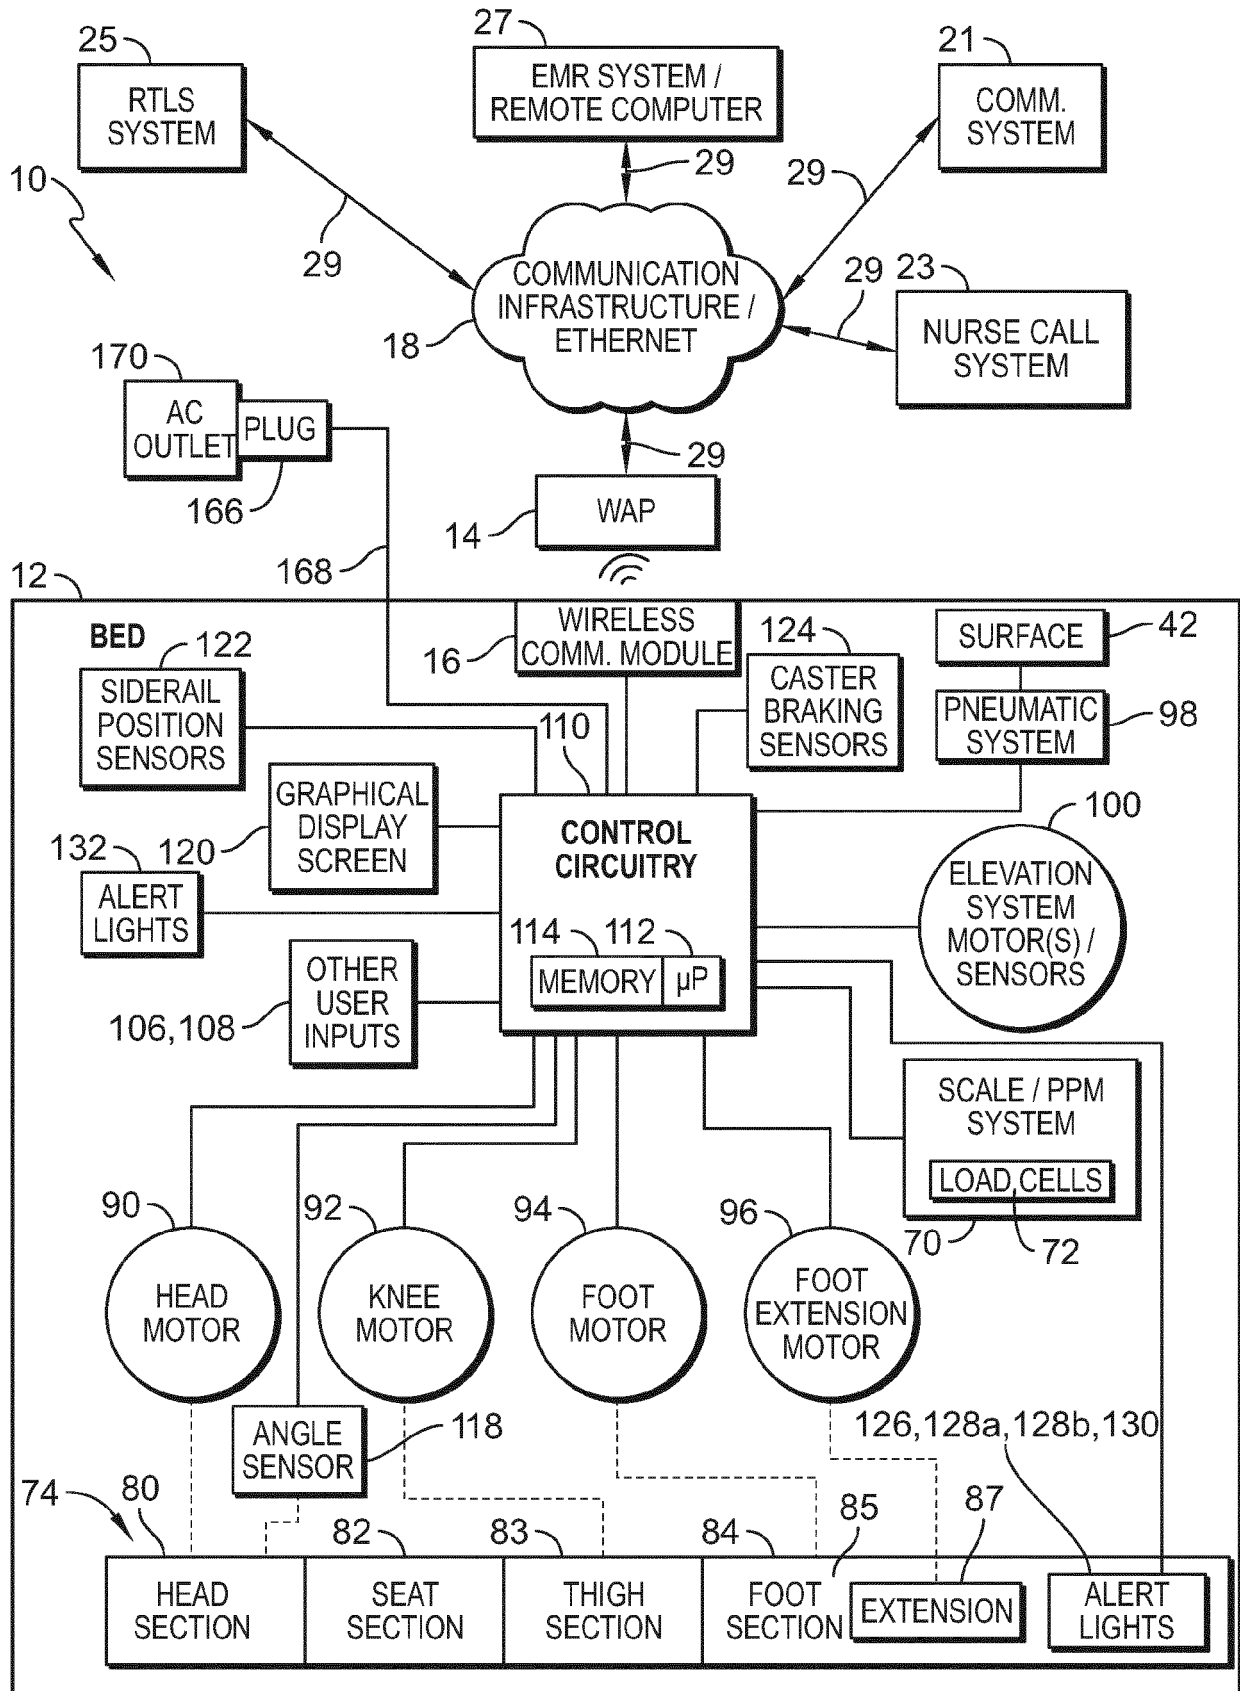 25
RTLS
SYSTEM
27
EMR SYSTEM /
REMOTE COMPUTER
21
COMM.
SYSTEM
10
29
29
29
COMMUNICATION
INFRASTRUCTURE /
ETHERNET
18
29
23
NURSE CALL
SYSTEM
170
AC
OUTLET
PLUG
166
29
14
WAP
168
12
BED
WIRELESS
COMM. MODULE
16
122
SIDERAIL
POSITION
SENSORS
124
CASTER
BRAKING
SENSORS
SURFACE
42
PNEUMATIC
SYSTEM
98
110
GRAPHICAL
DISPLAY
SCREEN
120
CONTROL
CIRCUITRY
100
ELEVATION
SYSTEM
MOTOR(S) /
SENSORS
132
ALERT
LIGHTS
114
112
MEMORY
µP
OTHER
USER
INPUTS
106,108
SCALE / PPM
SYSTEM
LOAD CELLS
70
72
90
HEAD
MOTOR
92
KNEE
MOTOR
94
FOOT
MOTOR
96
FOOT
EXTENSION
MOTOR
ANGLE
SENSOR
118
126,128a,128b,130
74
80
HEAD
SECTION
82
SEAT
SECTION
83
THIGH
SECTION
84
FOOT
SECTION
85
87
EXTENSION
ALERT
LIGHTS